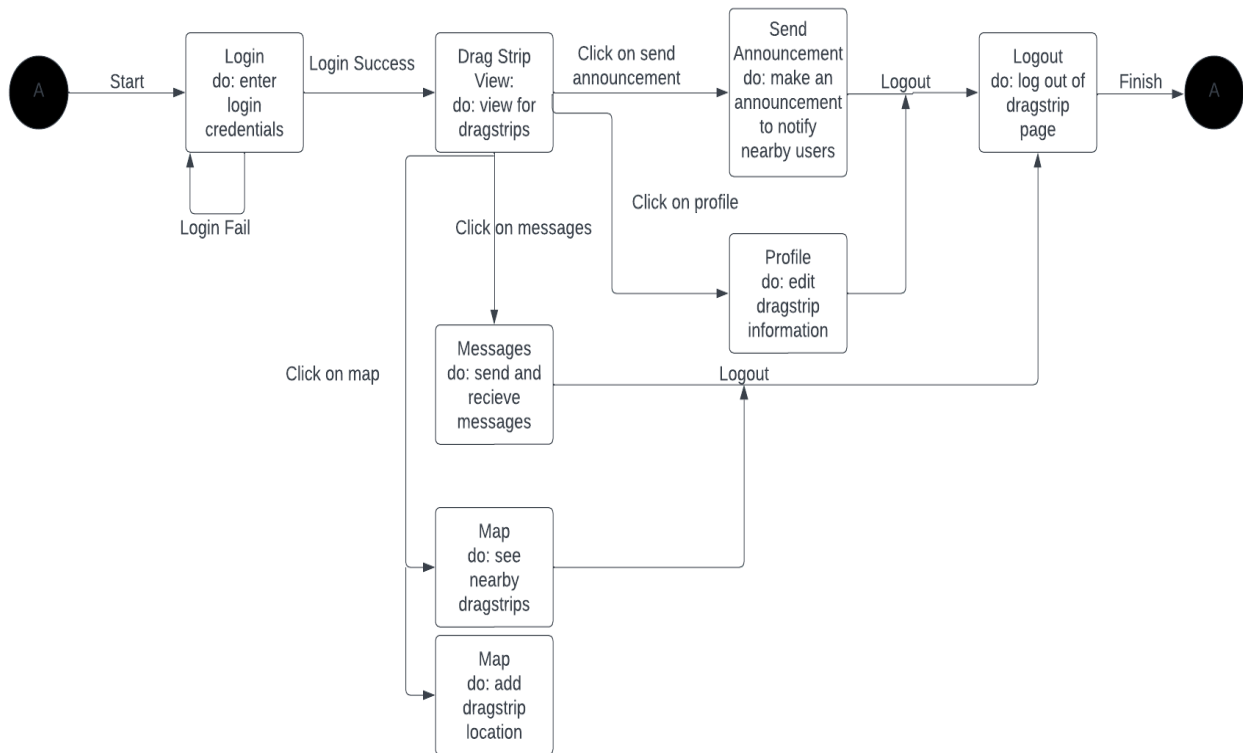 A
Start
Login
do: enter
login
credentials
Login Fail
Login Success
Drag Strip
View:
do: view for
dragstrips
Click on send
announcement
Send
Announcement
do: make an
announcement
to notify
nearby users
Logout
Logout
do: log out of
dragstrip
page
Finish
A
Click on profile
Profile
do: edit
dragstrip
information
Click on messages
Messages
do: send and
recieve
messages
Logout
Click on map
Map
do: see
nearby
dragstrips
Map
do: add
dragstrip
location